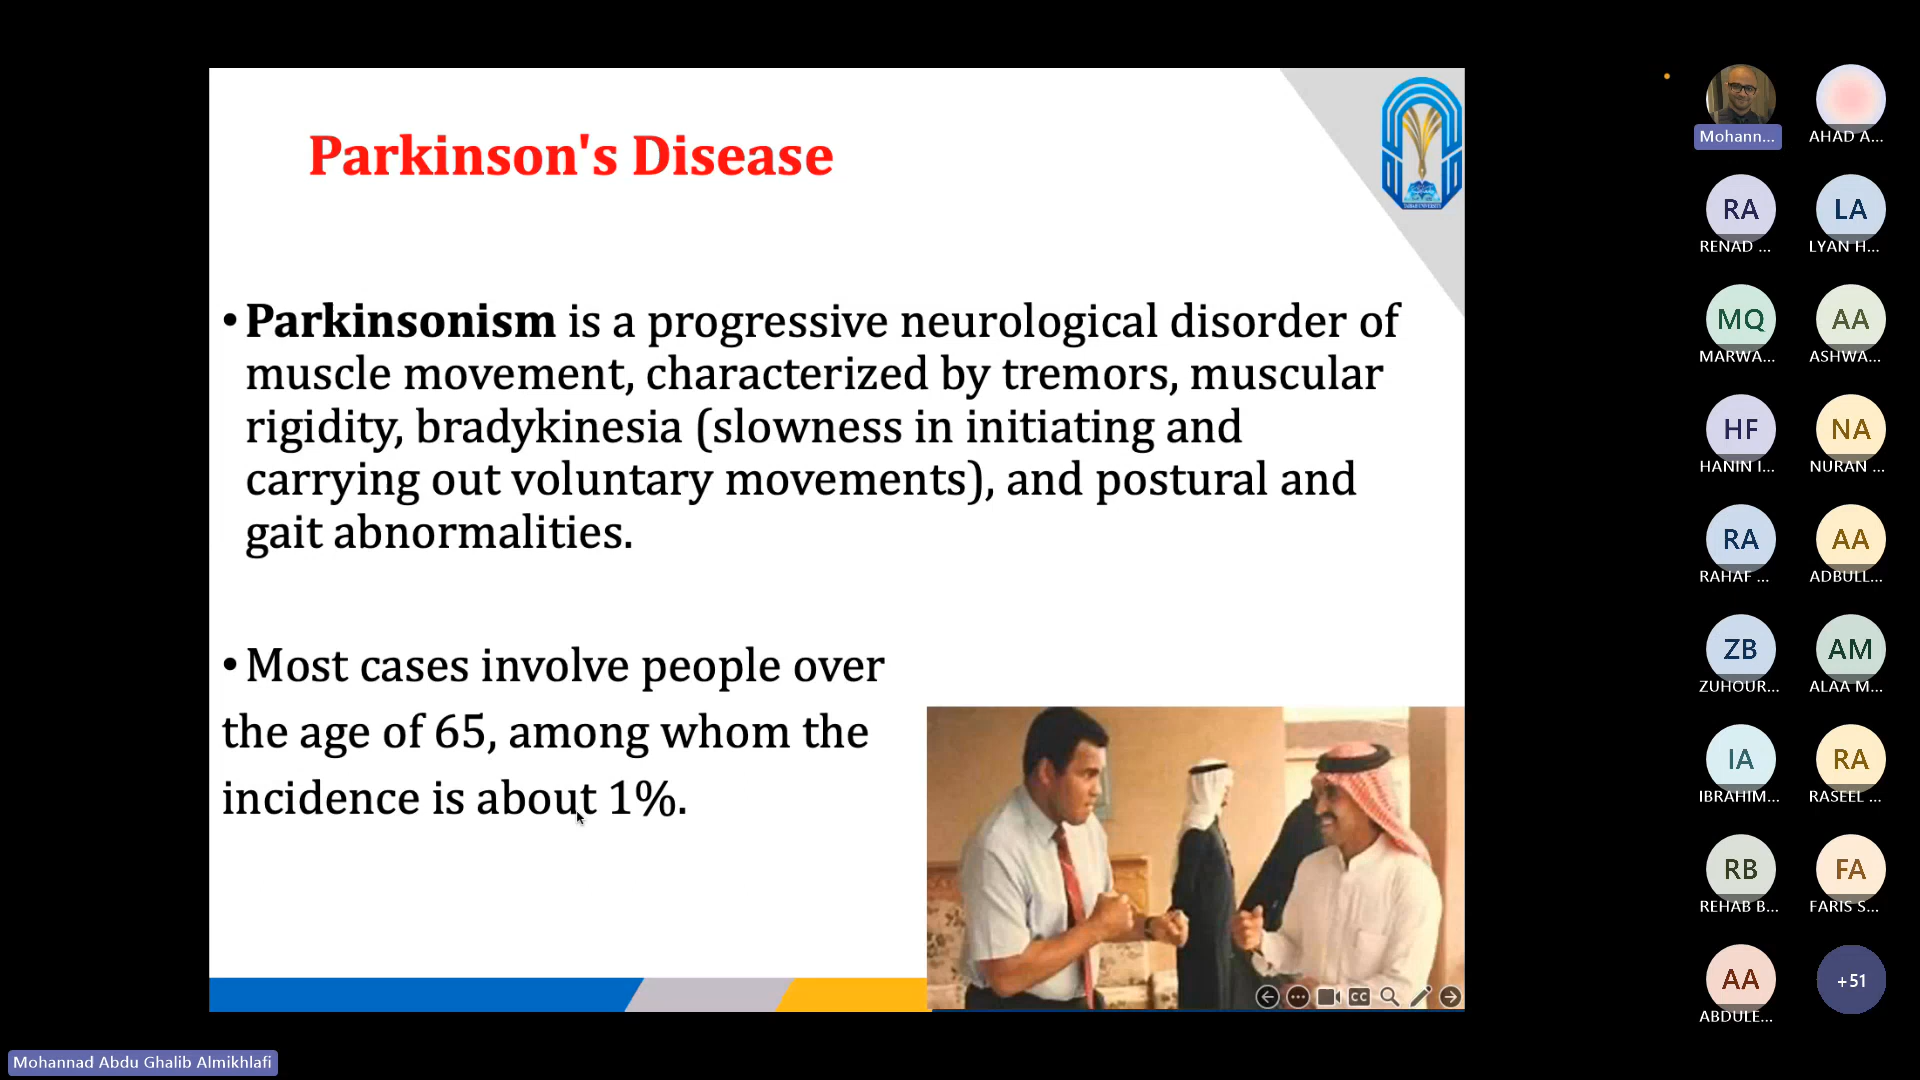 Parkinson's Disease
•Parkinsonism is a progressive neurological disorder of
muscle movement, characterized by tremors, muscular
rigidity, bradykinesia (slowness in initiating and
carrying out voluntary movements), and postural and
gait abnormalities.
•Most cases involve people over
the age of 65, among whom the
incidence is about 1%.
CC
Mohann...
AHAD A...
RA
RENAD ...
LA
LYAN H...
MQ
MARWA...
AA
ASHWA...
HF
HANIN I...
NA
NURAN ...
RA
RAHAF ...
AA
ADBULL...
ZB
ZUHOUR...
AM
ALAA M...
IA
IBRAHIM...
RA
RASEEL ...
RB
REHAB B...
FA
FARIS S...
AA
ABDULE...
+51
Mohannad Abdu Ghalib Almikhlafi